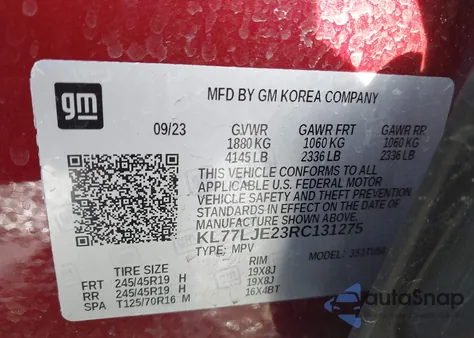 gm
MFD BY GM KOREA COMPANY
09/23 GVWR GAWR FRT GAWR RR
1880 KG 1060 KG 1060 KG
4145 LB 2336 LB 2336 LB
THIS VEHICLE CONFORMS TO ALL
APPLICABLE U.S. FEDERAL MOTOR
VEHICLE SAFETY AND THEFT PREVENTION
STANDARDS IN EFFECT ON THE DATE OF
MANUFACTURE SHOWN ABOVE.
KL77LJE23RC131275
TYPE: MPV MODEL:
TIRE SIZE RIM
FRT 245/45R19 H 19X8J
RR 245/45R19 H 19X8J
SPA T125/70R16 M 16X4BT
autoSnap